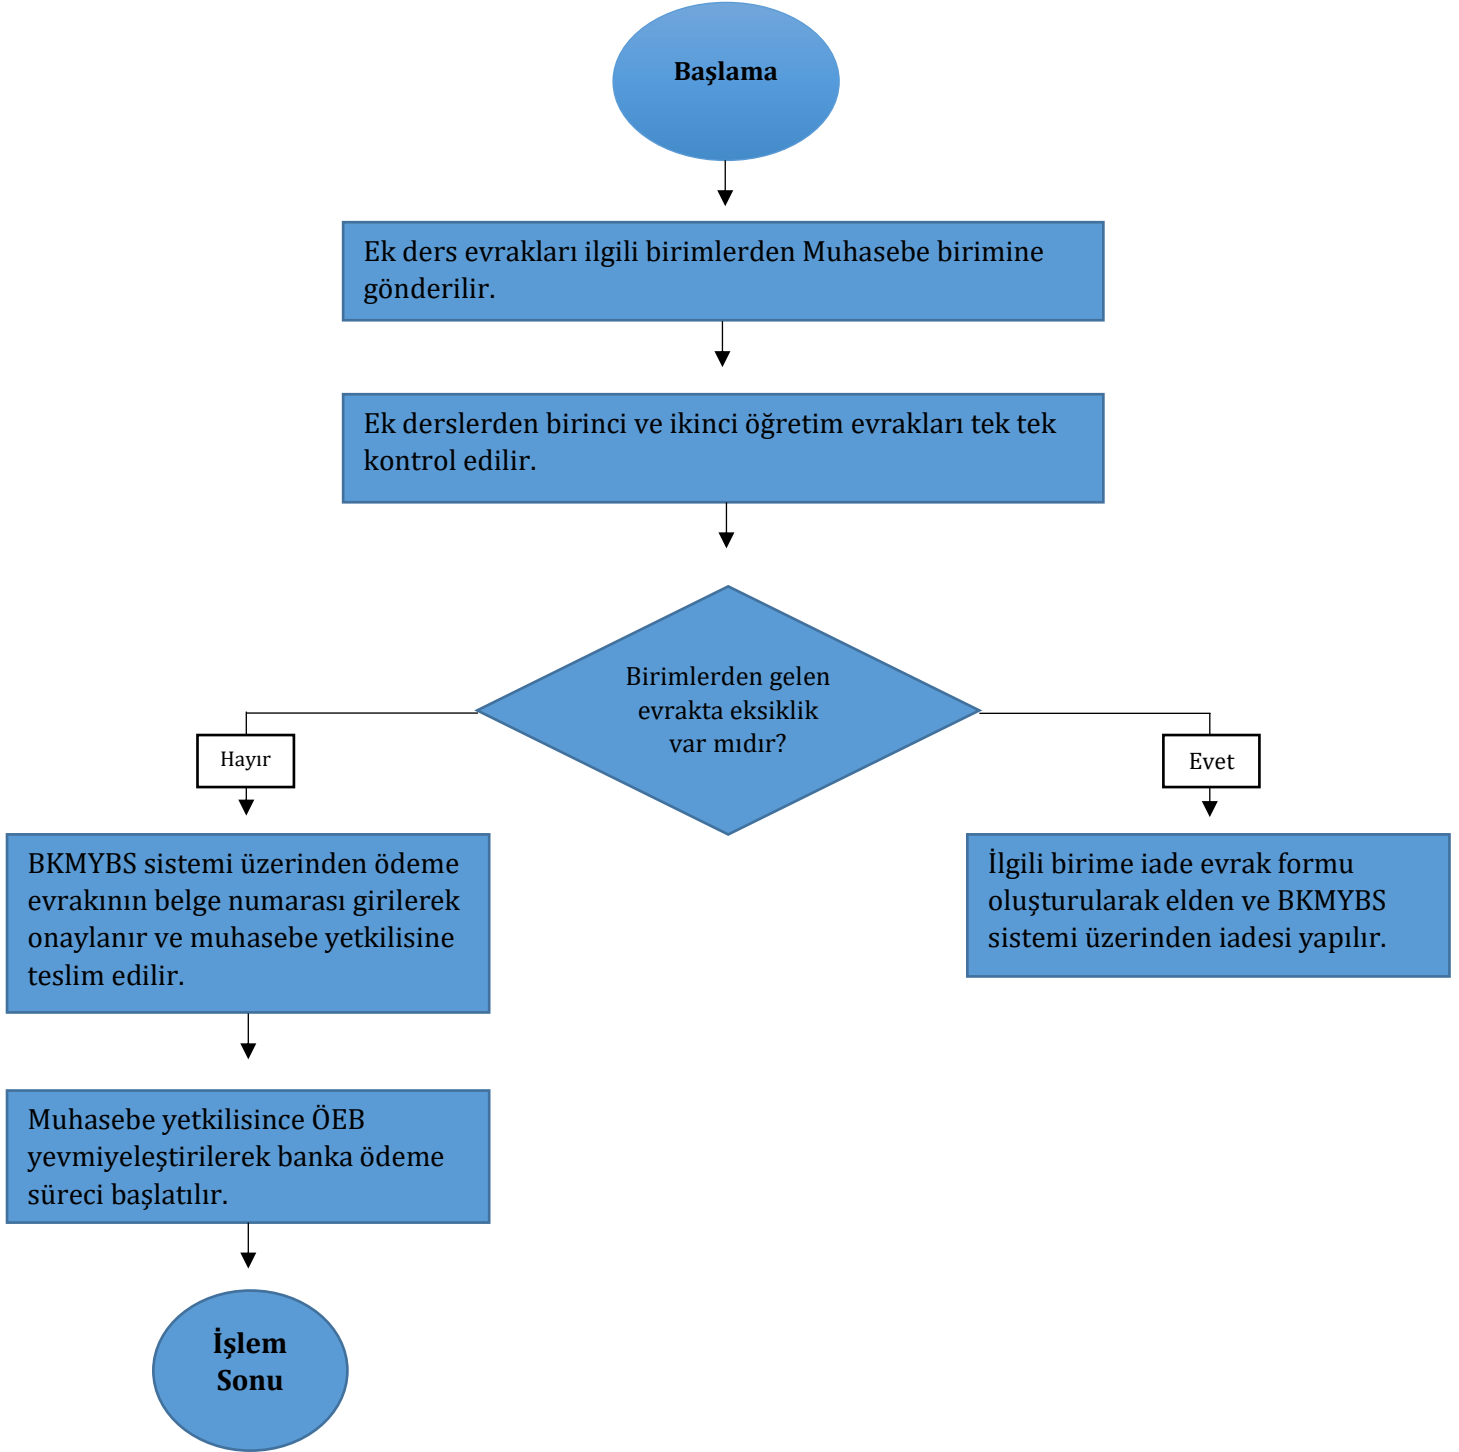 Başlama
Ek ders evrakları ilgili birimlerden Muhasebe birimine
gönderilir.
Ek derslerden birinci ve ikinci öğretim evrakları tek tek
kontrol edilir.
Birimlerden gelen
evrakta eksiklik
var mıdır?
Hayır
Evet
BKMYBS sistemi üzerinden ödeme
evrakının belge numarası girilerek
onaylanır ve muhasebe yetkilisine
teslim edilir.
İlgili birime iade evrak formu
oluşturularak elden ve BKMYBS
sistemi üzerinden iadesi yapılır.
Muhasebe yetkilisince ÖEB
yevmiyeleştirilerek banka ödeme
süreci başlatılır.
İşlem
Sonu